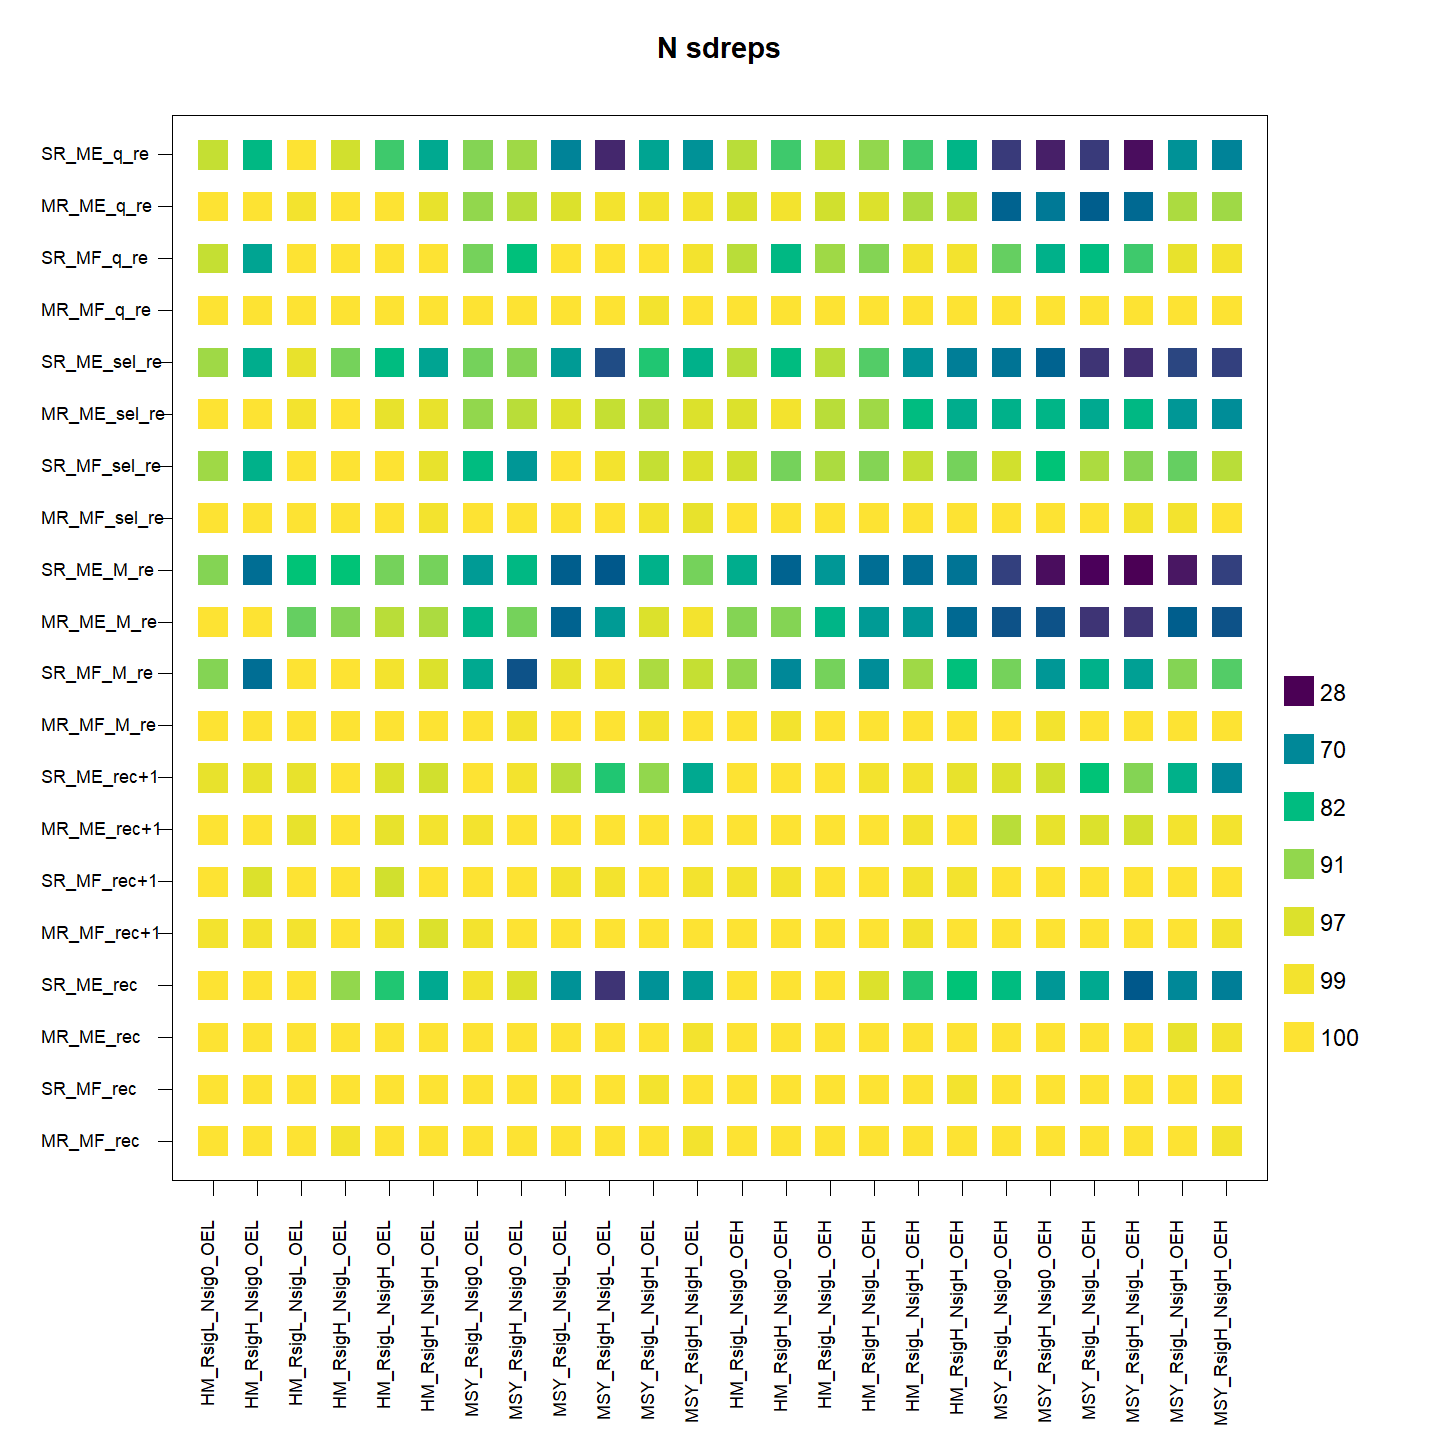 N sdreps
SR_ME_q_re
MR_ME_q_re
SR_MF_q_re
MR_MF_q_re
SR_ME_sel_re
MR_ME_sel_re
SR_MF_sel_re
MR_MF_sel_re
SR_ME_M_re
MR_ME_M_re
SR_MF_M_re
MR_MF_M_re
SR_ME_rec+1
MR_ME_rec+1
SR_MF_rec+1
MR_MF_rec+1
SR_ME_rec
MR_ME_rec
SR_MF_rec
MR_MF_rec
28
70
82
91
97
99
100
HM_RsigL_Nsig0_OEL
HM_RsigH_Nsig0_OEL
HM_RsigL_NsigL_OEL
HM_RsigH_NsigL_OEL
HM_RsigL_NsigH_OEL
HM_RsigH_NsigH_OEL
MSY_RsigL_Nsig0_OEL
MSY_RsigH_Nsig0_OEL
MSY_RsigL_NsigL_OEL
MSY_RsigH_NsigL_OEL
MSY_RsigL_NsigH_OEL
MSY_RsigH_NsigH_OEL
HM_RsigL_Nsig0_OEH
HM_RsigH_Nsig0_OEH
HM_RsigL_NsigL_OEH
HM_RsigH_NsigL_OEH
HM_RsigL_NsigH_OEH
HM_RsigH_NsigH_OEH
MSY_RsigL_Nsig0_OEH
MSY_RsigH_Nsig0_OEH
MSY_RsigL_NsigL_OEH
MSY_RsigH_NsigL_OEH
MSY_RsigL_NsigH_OEH
MSY_RsigH_NsigH_OEH